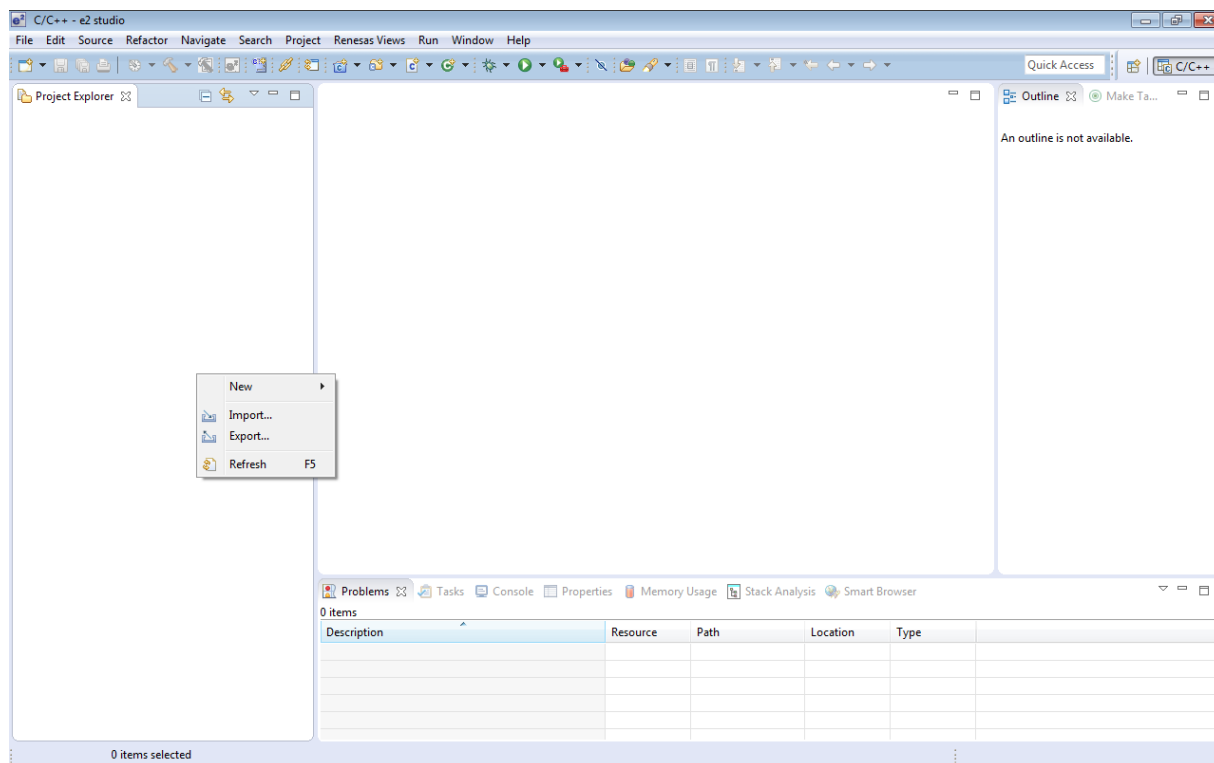 e² C/C++ - e2 studio
File Edit Source Refactor Navigate Search Project Renesas Views Run Window Help
Quick Access C/C++
Project Explorer
Outline Make Ta...
An outline is not available.
New
Import...
Export...
Refresh F5
Problems Tasks Console Properties Memory Usage Stack Analysis Smart Browser
0 items
Description Resource Path Location Type
0 items selected